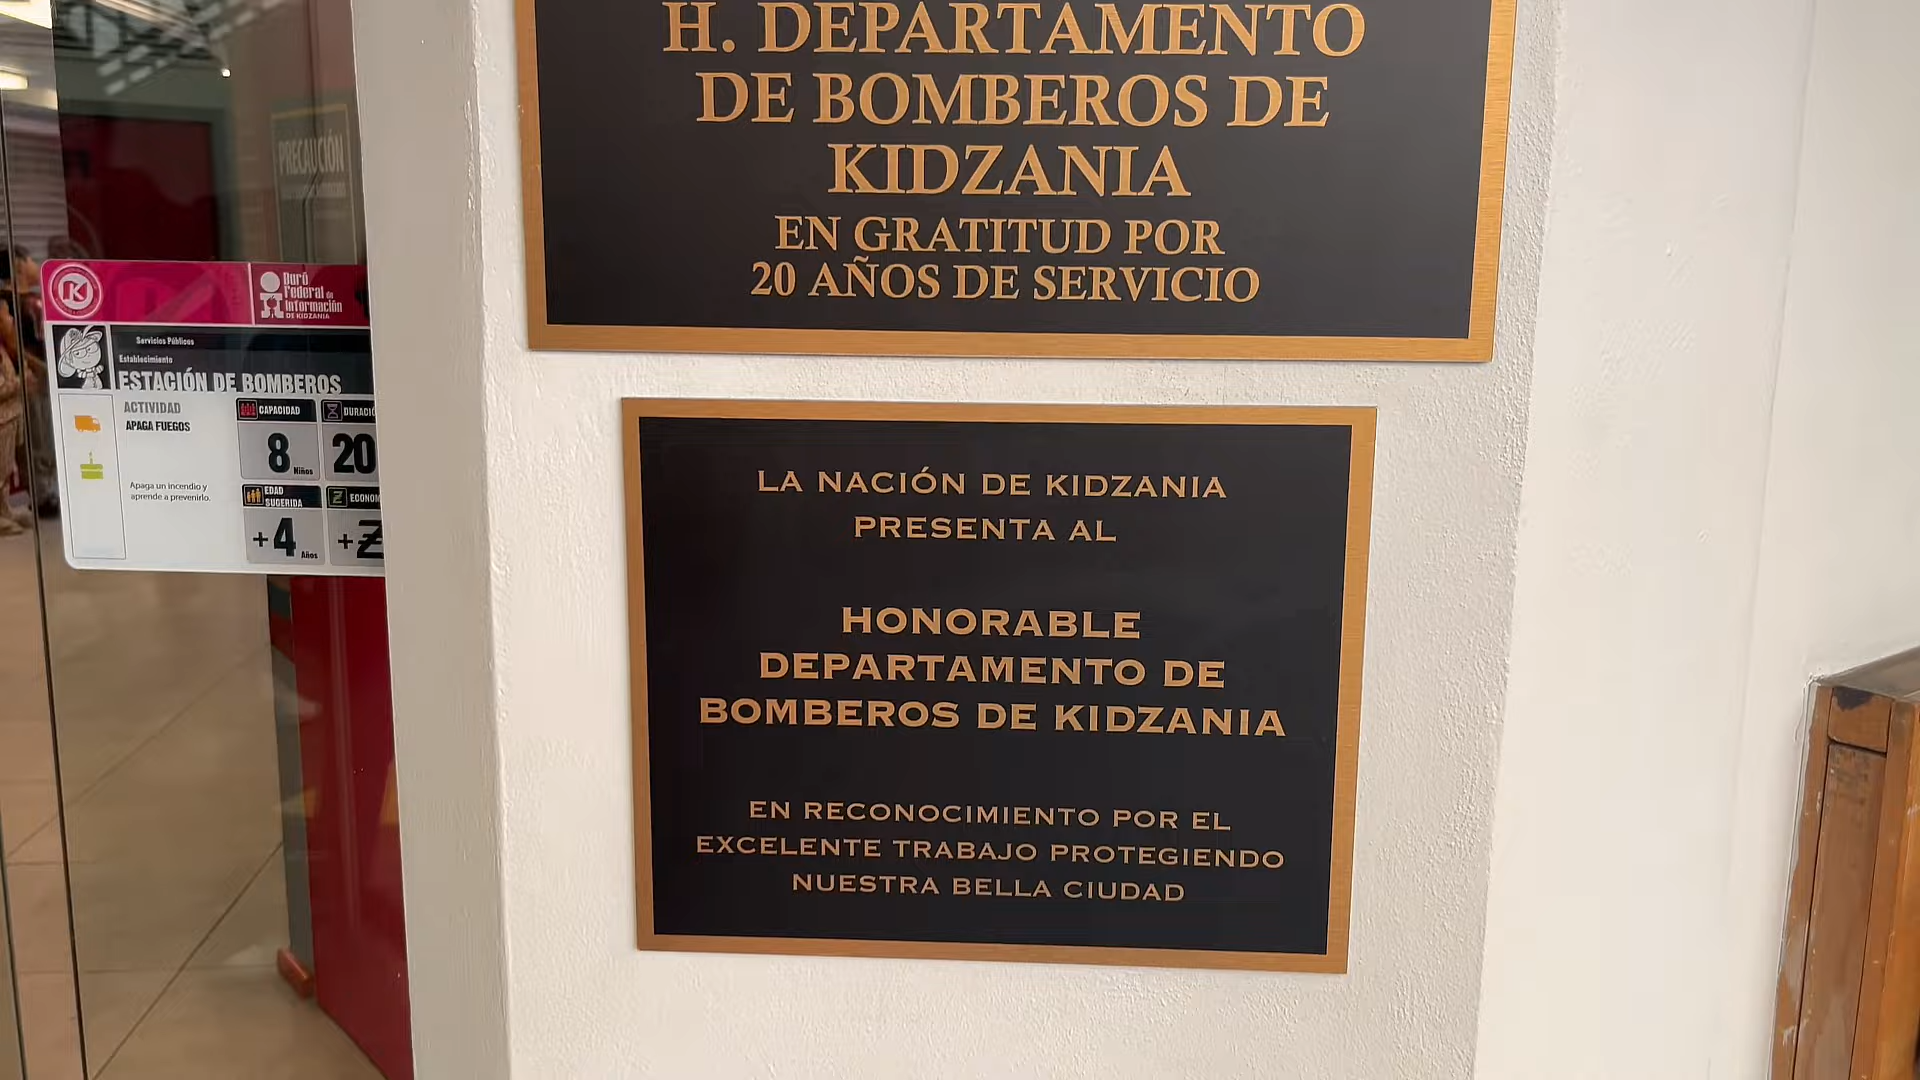 H. DEPARTAMENTO
DE BOMBEROS DE
KIDZANIA
EN GRATITUD POR
20 AÑOS DE SERVICIO
LA NACIÓN DE KIDZANIA
PRESENTA AL
HONORABLE
DEPARTAMENTO DE
BOMBEROS DE KIDZANIA
EN RECONOCIMIENTO POR EL
EXCELENTE TRABAJO PROTEGIENDO
NUESTRA BELLA CIUDAD
PRECAUCIÓN
K
Buró
Federal de
Información
DE KIDZANIA
Servicios Públicos
Establecimiento
ESTACIÓN DE BOMBEROS
ACTIVIDAD
APAGA FUEGOS
Apaga un incendio y
aprende a prevenirlo.
CAPACIDAD
8 Niños
DURACIÓ
20
EDAD
SUGERIDA
+4 Años
ECONOM
+